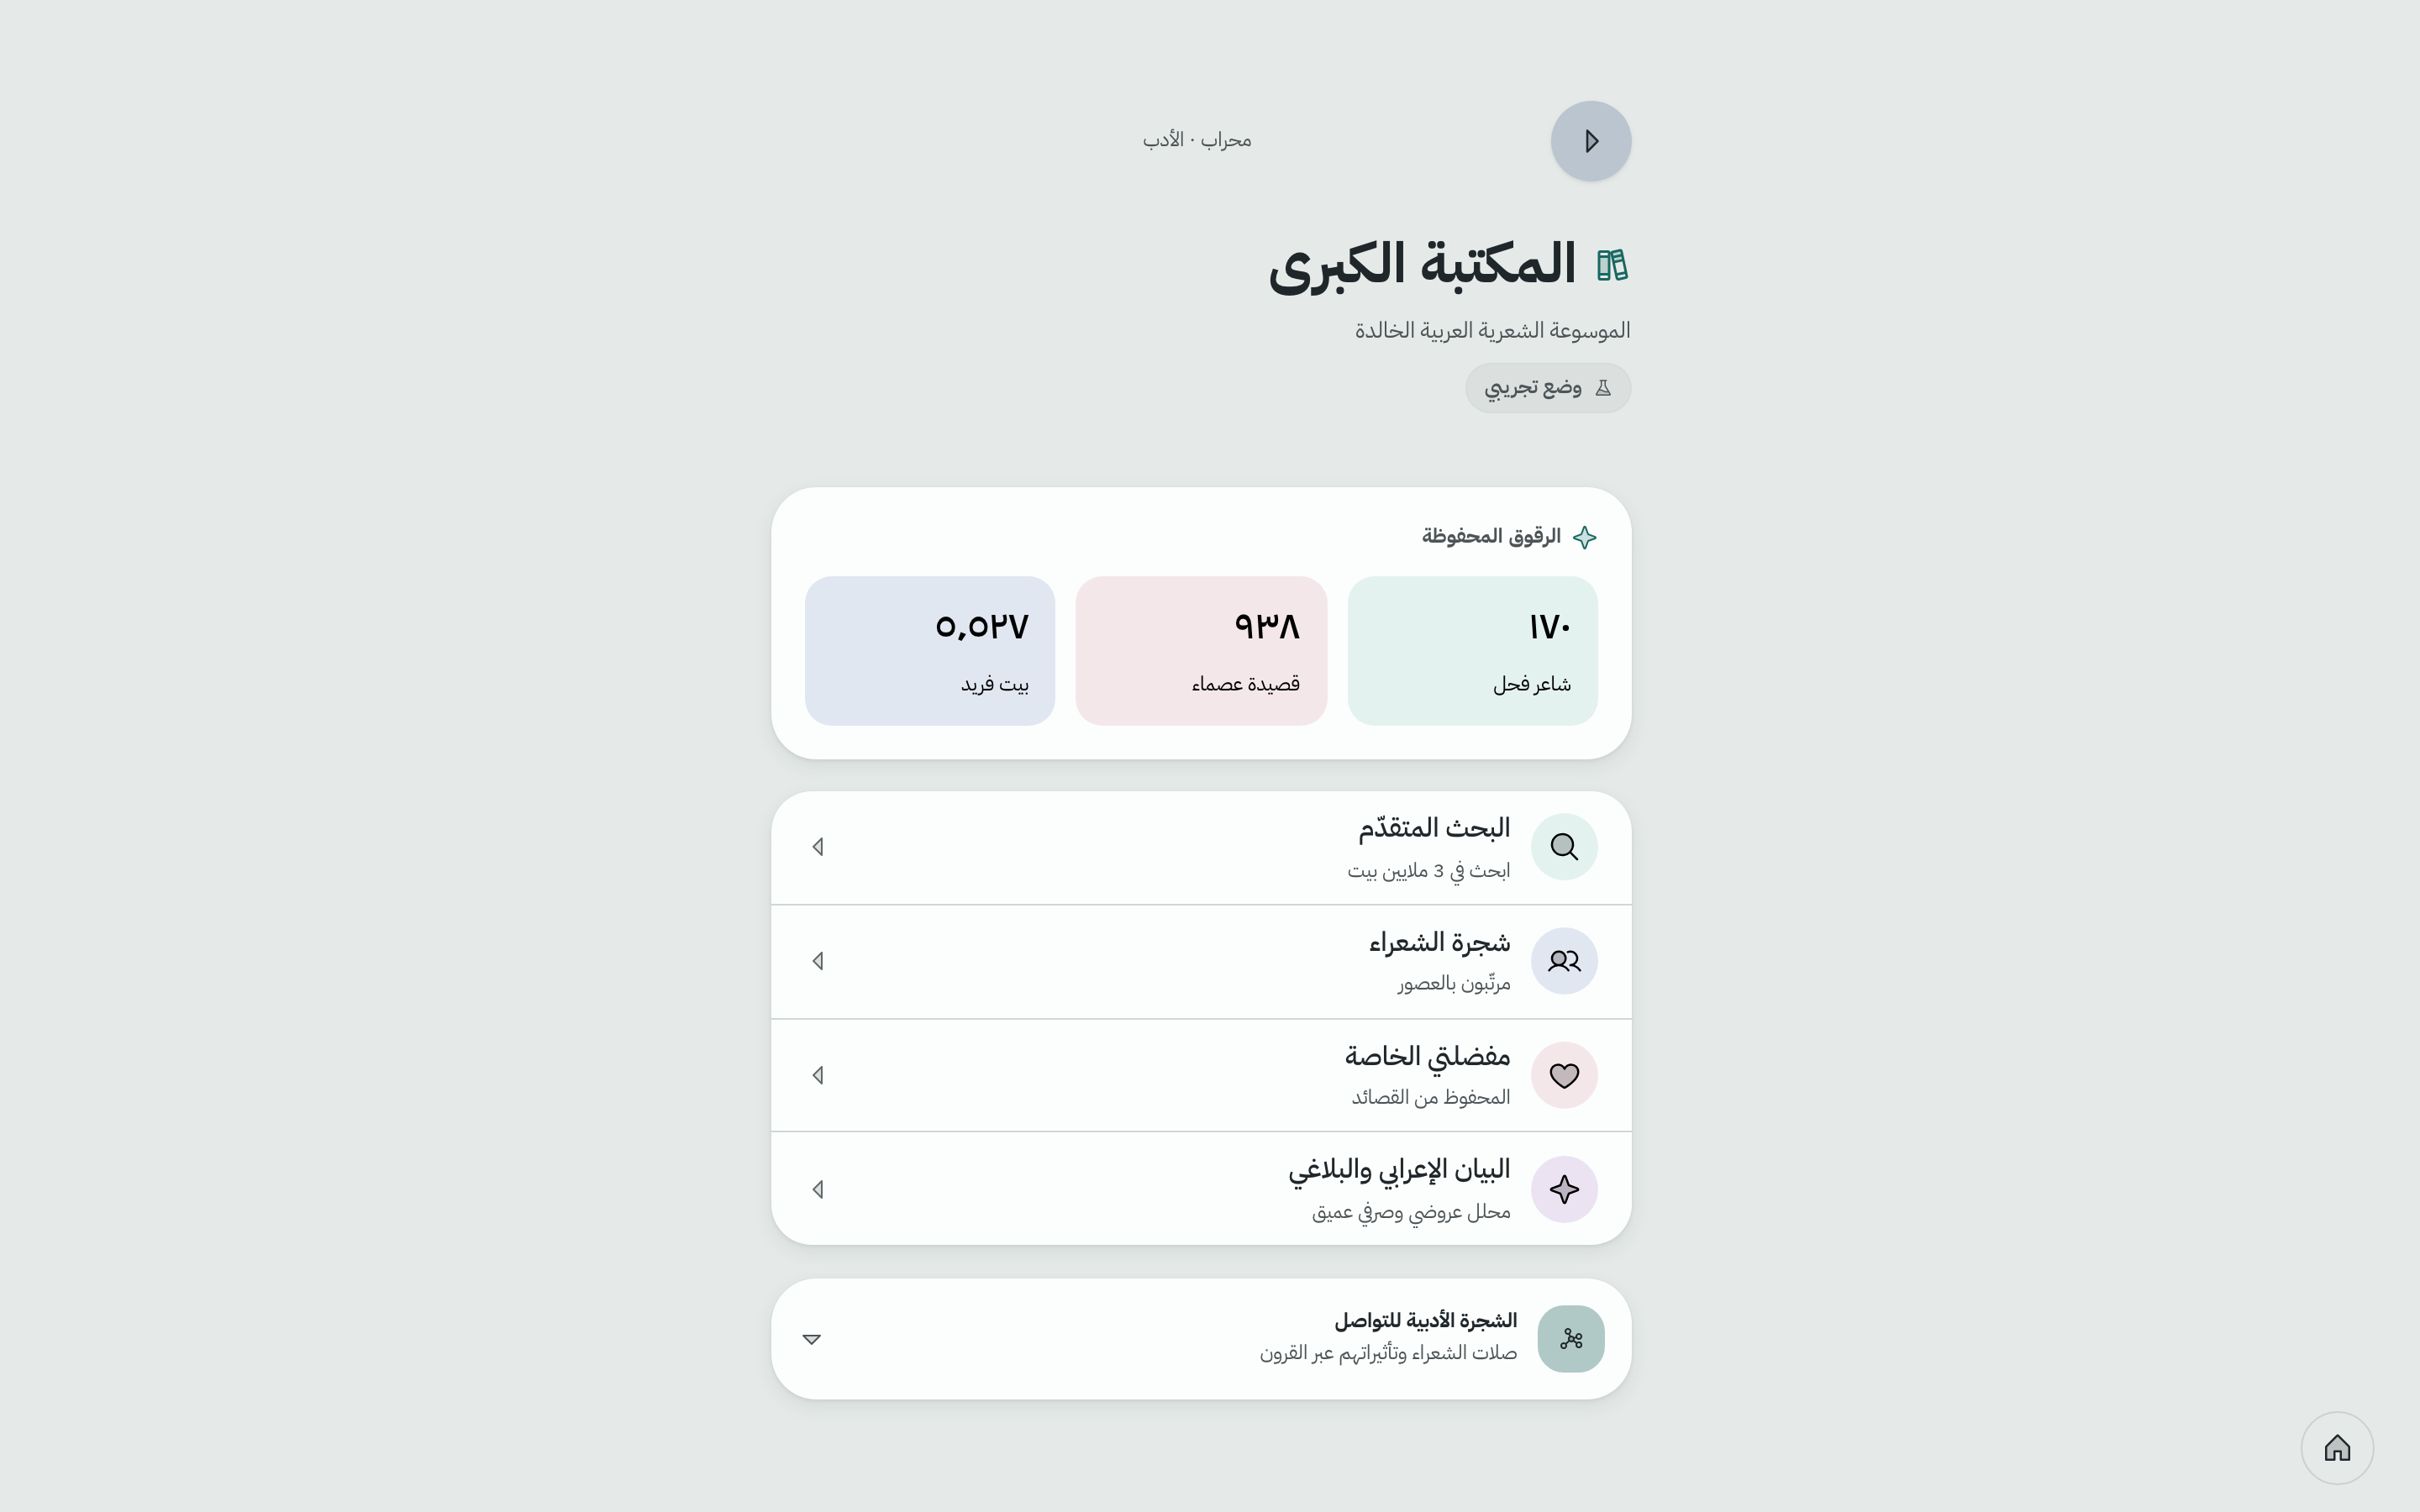 محراب · الأدب
المكتبة الكبرى
الموسوعة الشعرية العربية الخالدة
وضع تجريبي
الرقوق المحفوظة
١٧٠
شاعر فحل
٩٣٨
قصيدة عصماء
٥,٥٢٧
بيت فريد
البحث المتقدّم
ابحث في 3 ملايين بيت
شجرة الشعراء
مرتّبون بالعصور
مفضلتي الخاصة
المحفوظ من القصائد
البيان الإعرابي والبلاغي
محلل عروضي وصرفي عميق
الشجرة الأدبية للتواصل
صلات الشعراء وتأثيراتهم عبر القرون